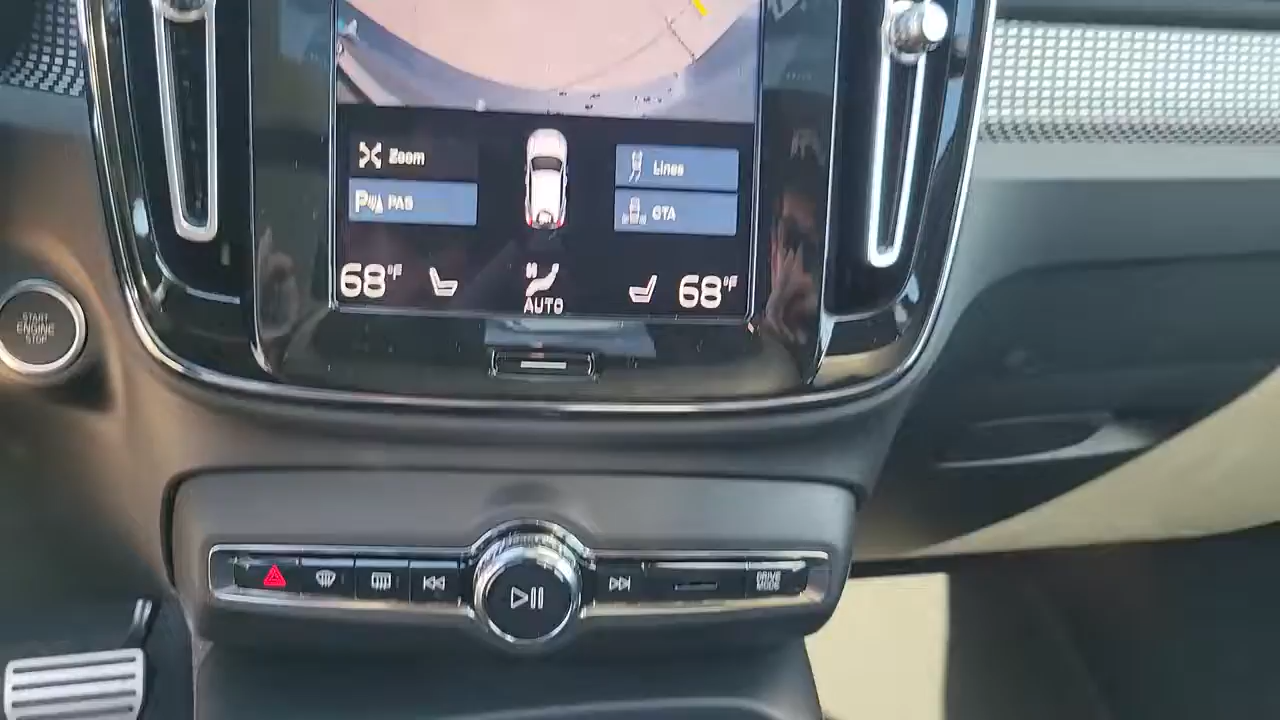 Zoom
Lines
PAS
CTA
68°F
AUTO
68°F
START
ENGINE
STOP
DRIVE
MODE